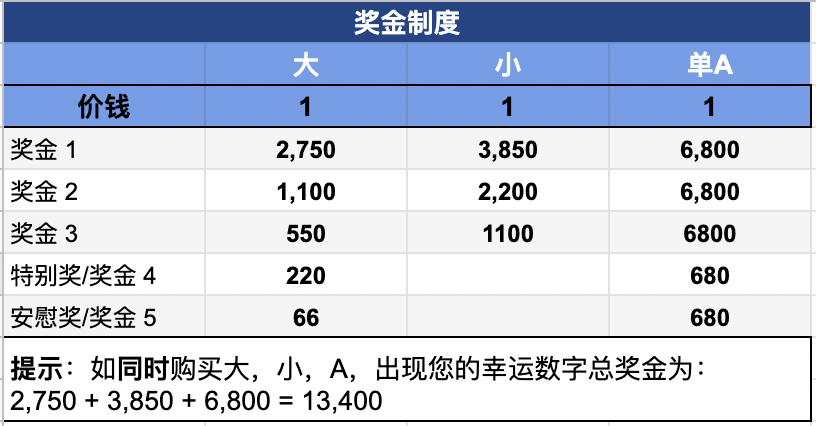 奖金制度
大 小 单A
价钱 1 1 1
奖金 1 2,750 3,850 6,800
奖金 2 1,100 2,200 6,800
奖金 3 550 1100 6800
特别奖/奖金 4 220 680
安慰奖/奖金 5 66 680
提示：如同时购买大，小，A，出现您的幸运数字总奖金为：
2,750 + 3,850 + 6,800 = 13,400